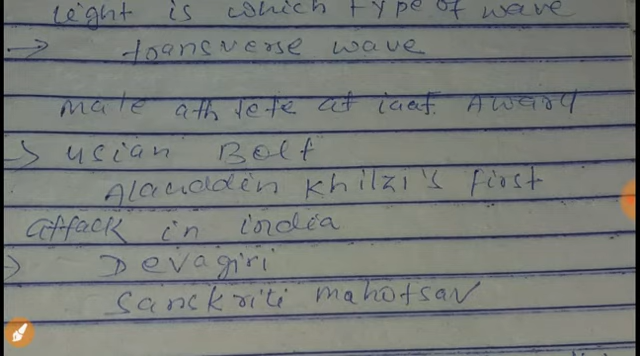 Light is which type of wave
→ transverse wave
male athlete at iaaf Award
→ usian Bolt
Alauddin Khilzi's first
attack in india
→ Devagiri
Sanskriti mahotsav